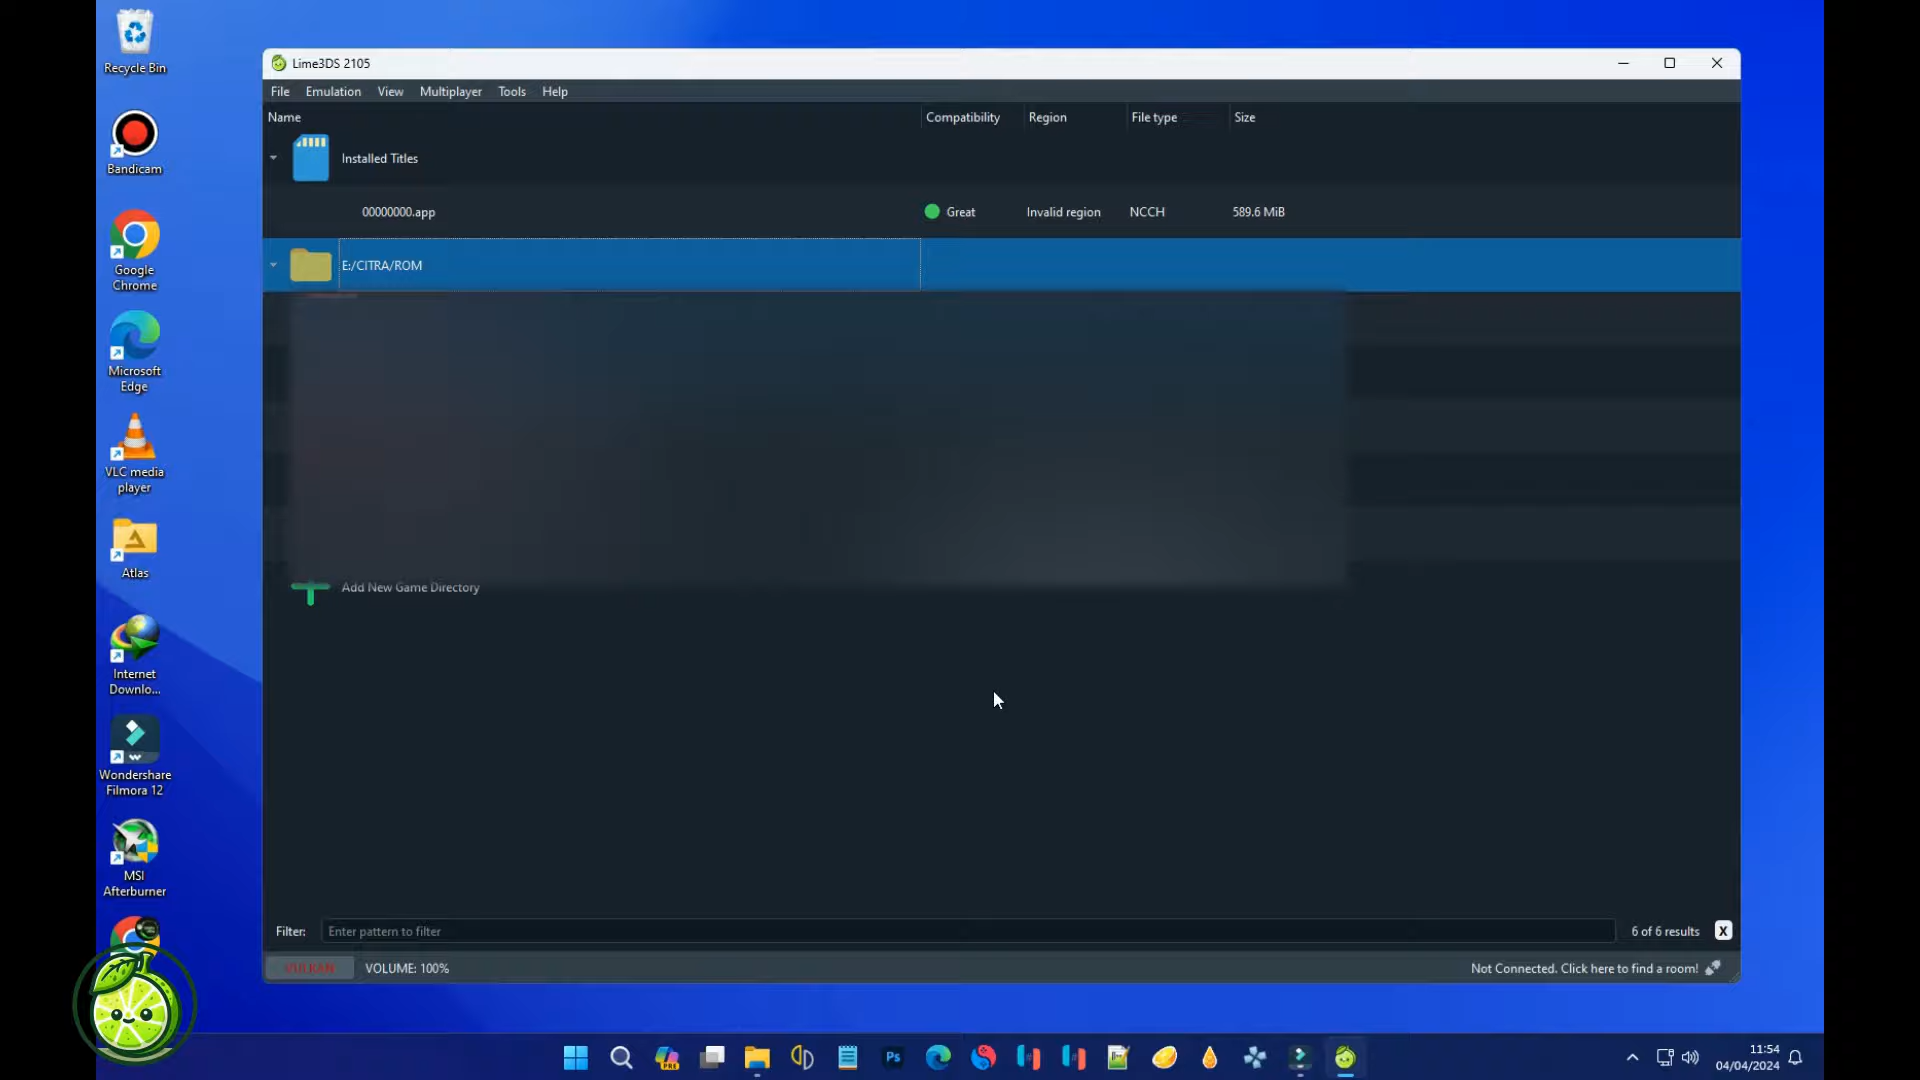 Recycle Bin
Bandicam
Google
Chrome
Microsoft
Edge
VLC media
player
Atlas
Internet
Downlo...
Wondershare
Filmora 12
MSI
Afterburner
Lime3DS 2105
File Emulation View Multiplayer Tools Help
Name Compatibility Region File type Size
Installed Titles
00000000.app Great Invalid region NCCH 589.6 MiB
E:/CITRA/ROM
Add New Game Directory
Filter: Enter pattern to filter 6 of 6 results X
VULKAN VOLUME: 100% Not Connected. Click here to find a room!
PRE
Ps
11:54
04/04/2024